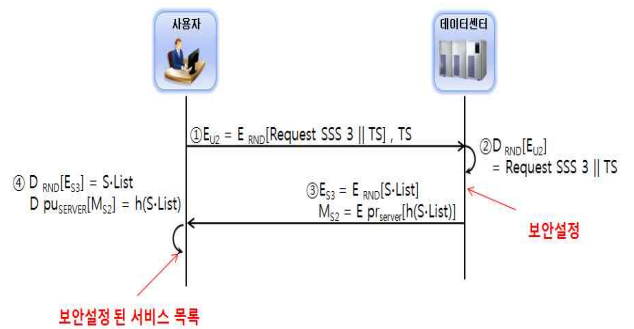 사용자
데이터센터
①E_U2 = E_RND[Request SSS 3 || TS] , TS
②D_RND[E_U2]
= Request SSS 3 || TS
④ D_RND[E_S3] = S·List
D pu_SERVER[M_S2] = h(S·List)
③E_S3 = E_RND[S·List]
M_S2 = E pr_server[h(S·List)]
보안설정
보안설정 된 서비스 목록